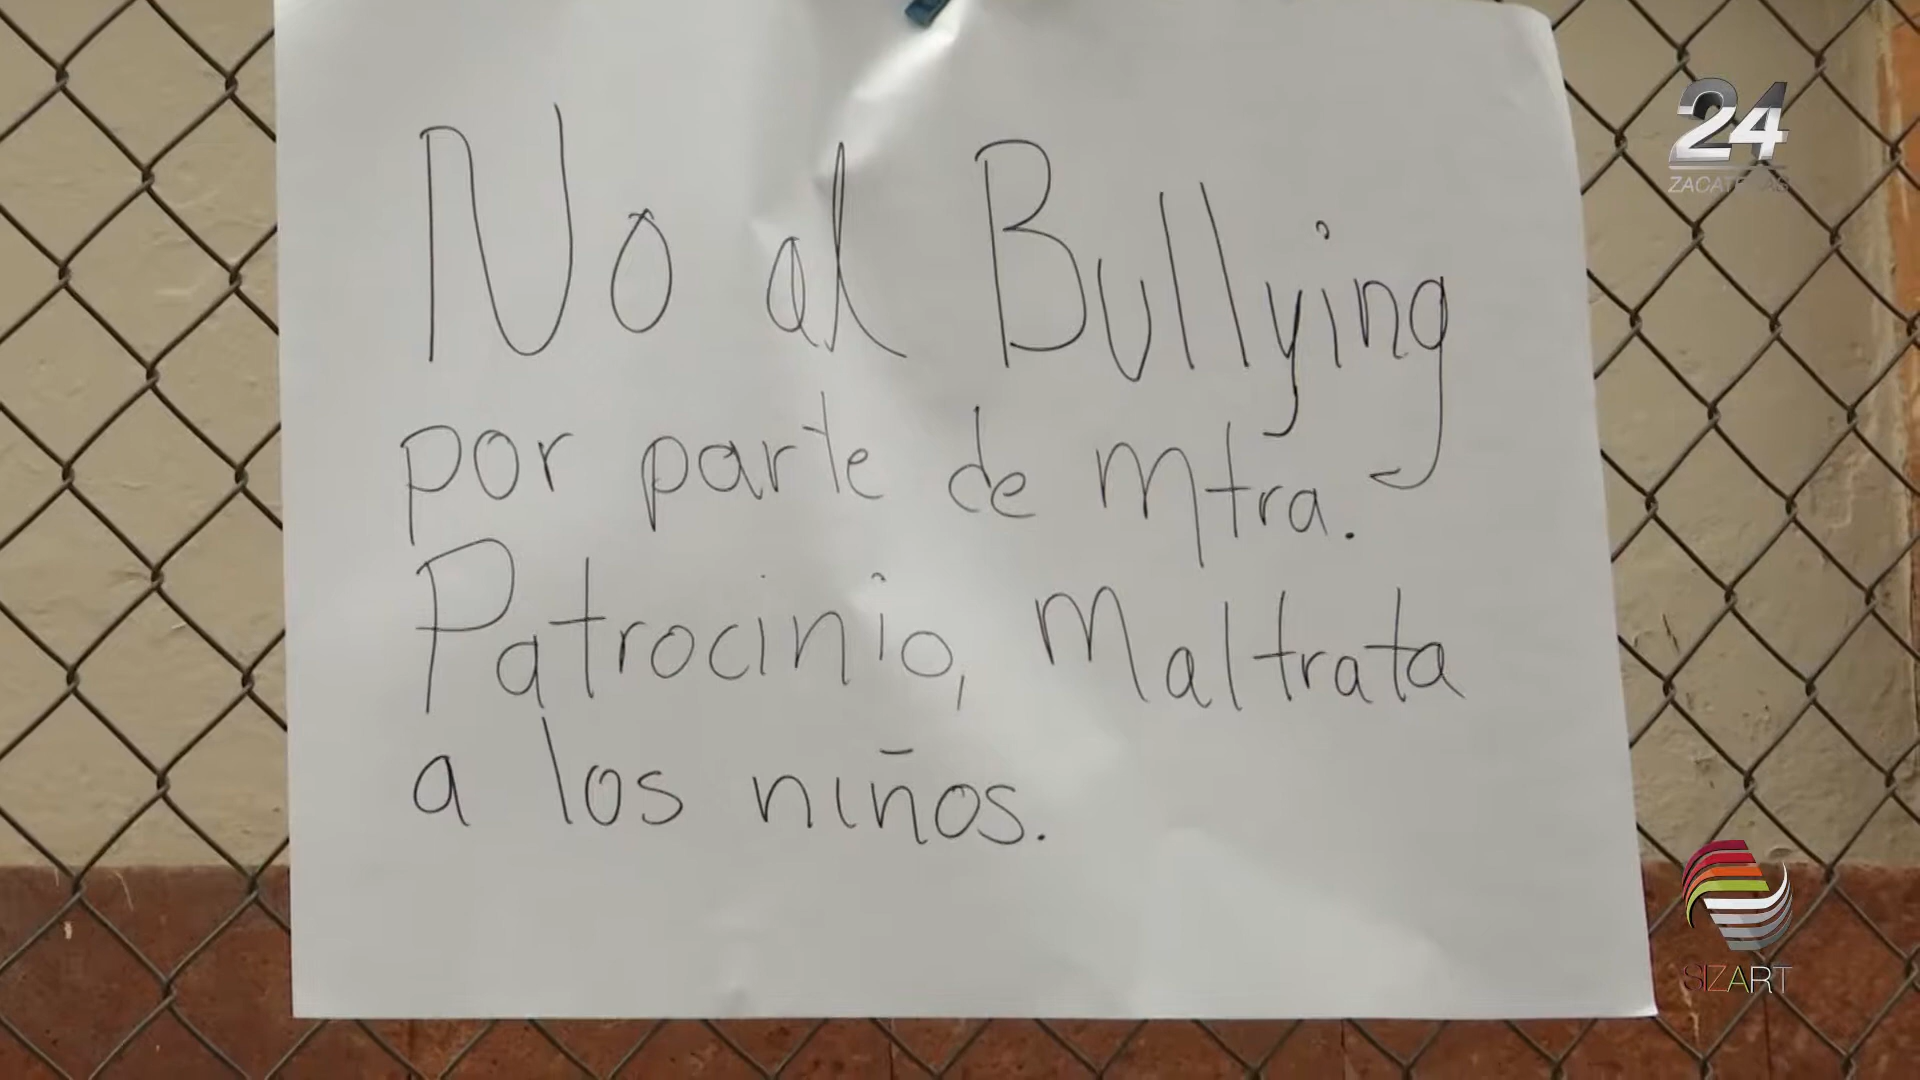 No al Bullying
por parte de mtra.
Patrocinio, Maltrata
a los niños.
24
ZACATECAS
SIZART